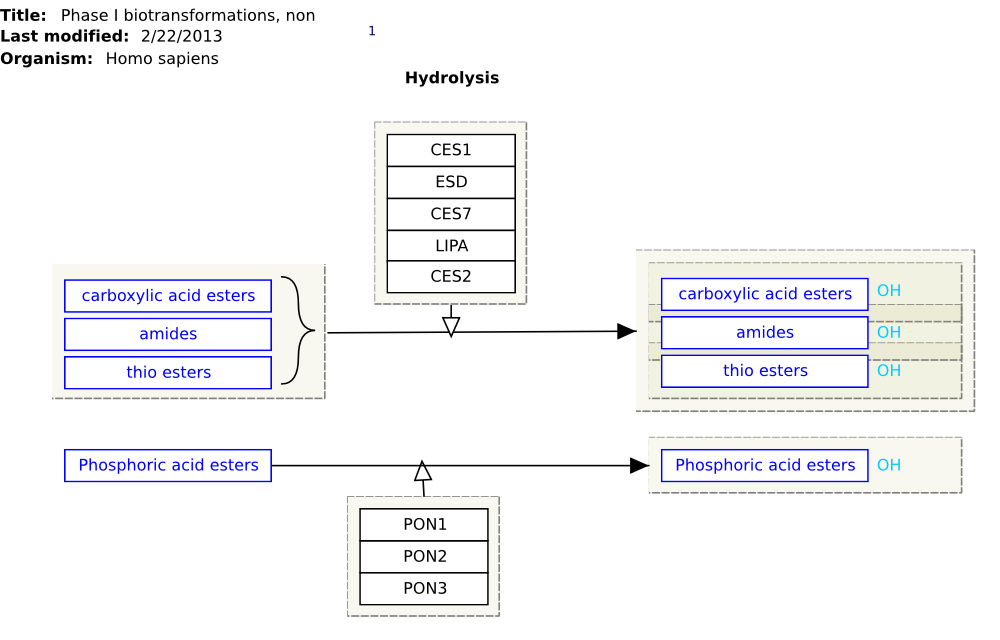 Title: Phase I biotransformations, non
Last modified: 2/22/2013
1
Organism: Homo sapiens
Hydrolysis
CES1
ESD
CES7
LIPA
CES2
carboxylic acid esters
amides
thio esters
carboxylic acid esters OH
amides OH
thio esters OH
Phosphoric acid esters
Phosphoric acid esters OH
PON1
PON2
PON3